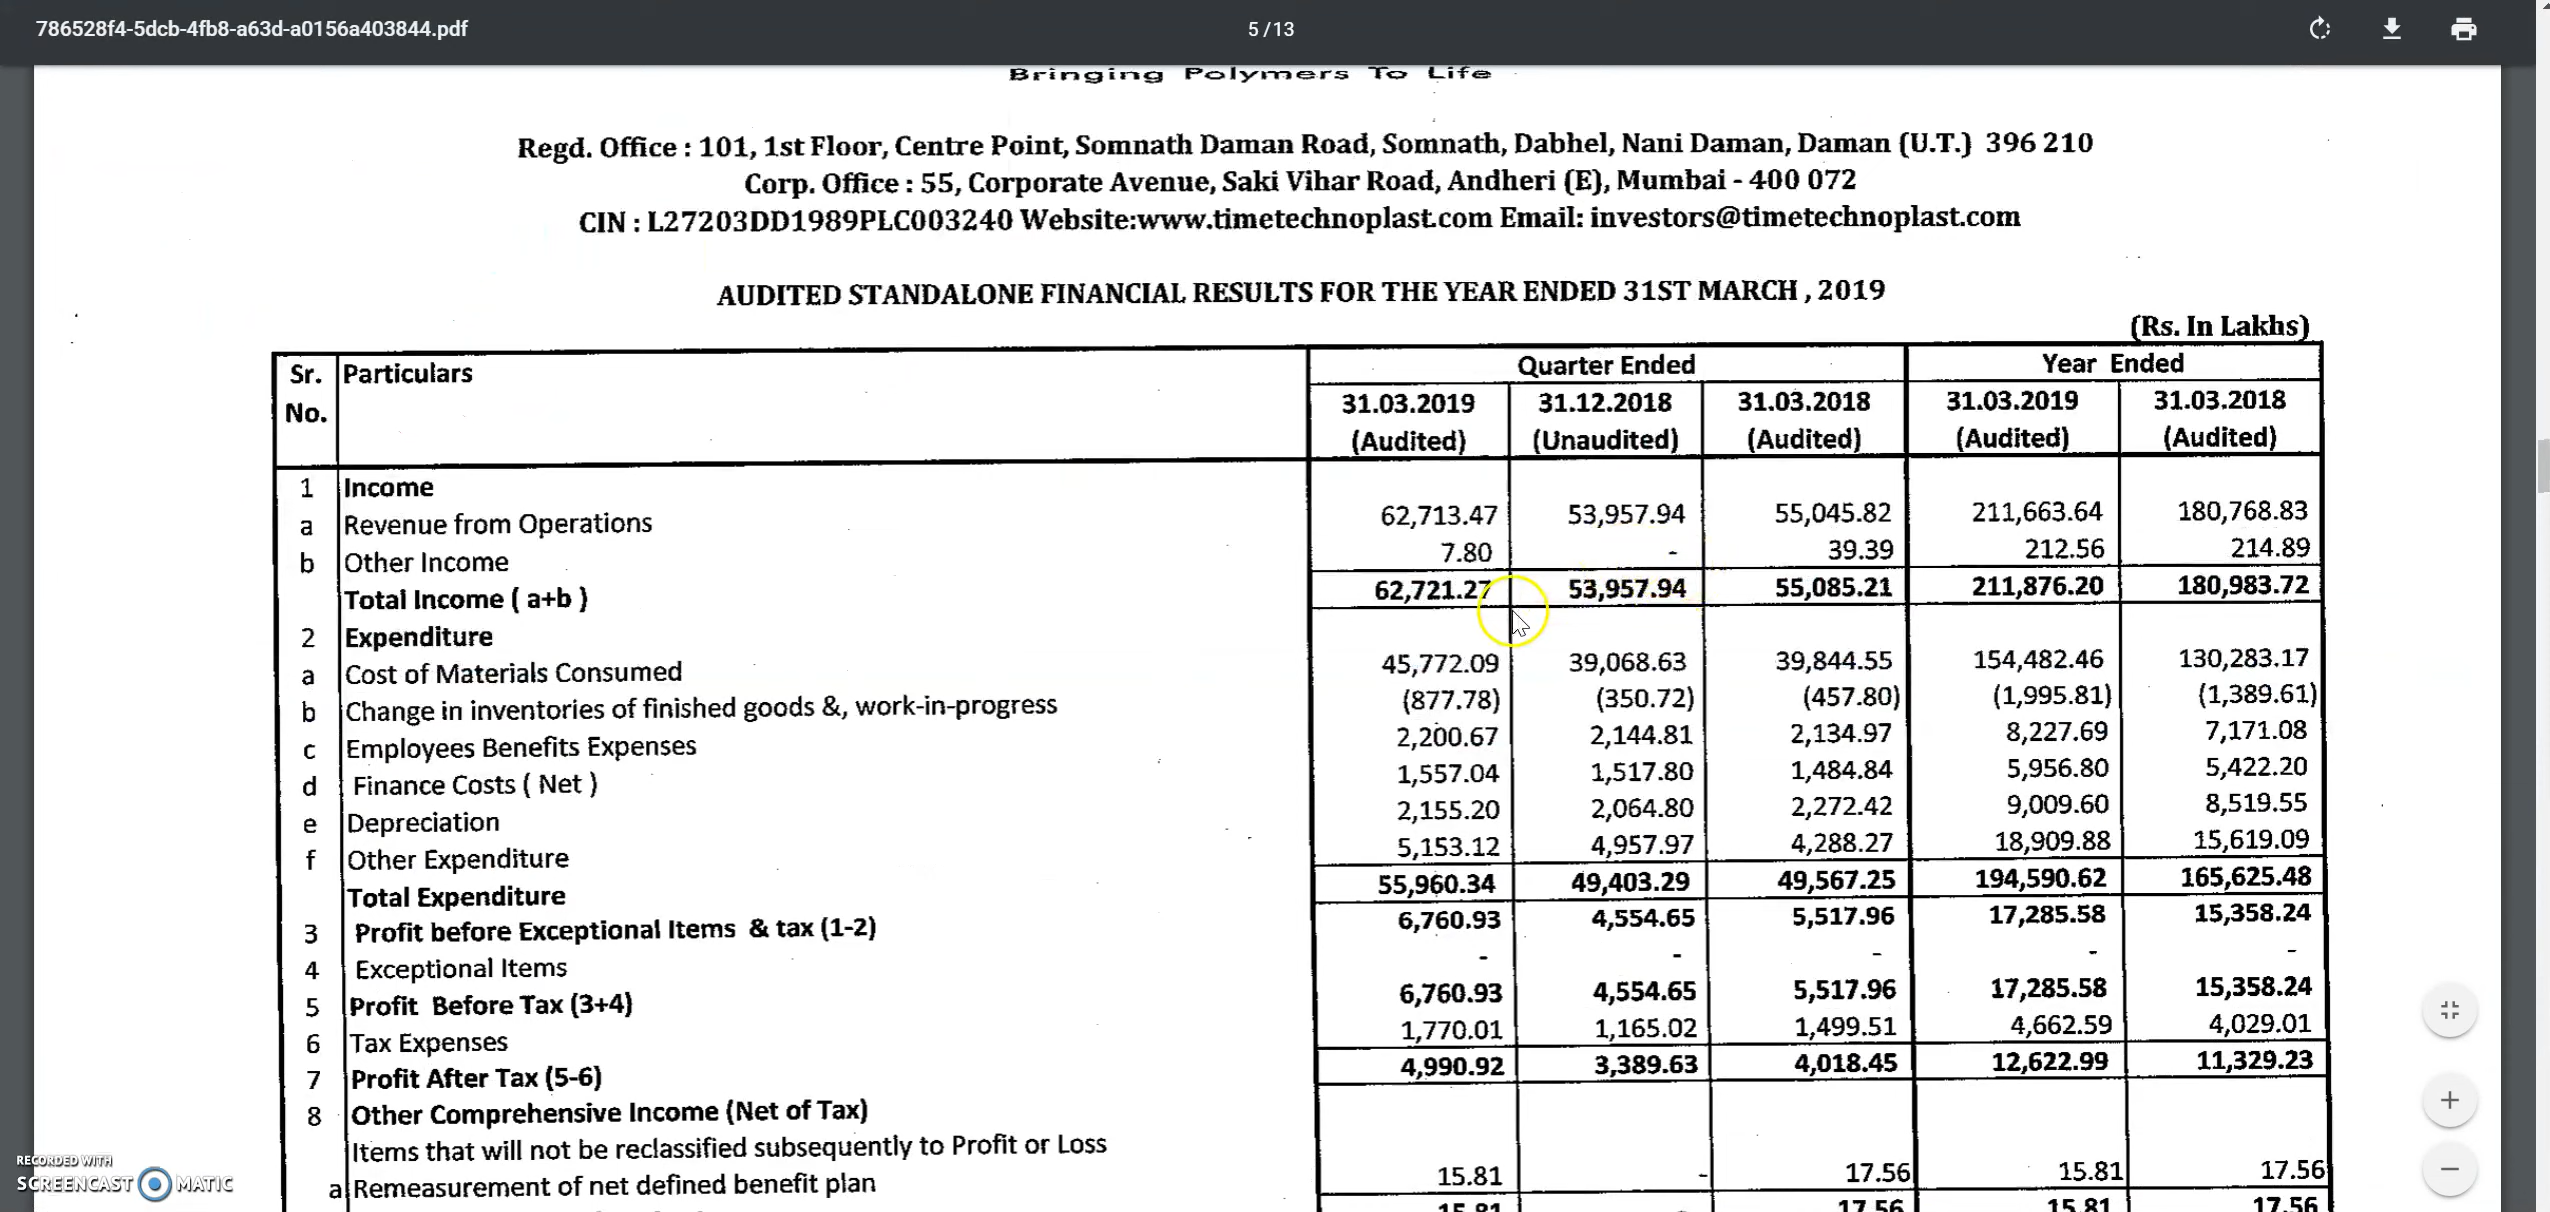 786528f4-5dcb-4fb8-a63d-a0156a403844.pdf 5 / 13
Bringing Polymers To Life
Regd. Office : 101, 1st Floor, Centre Point, Somnath Daman Road, Somnath, Dabhel, Nani Daman, Daman (U.T.) 396 210
Corp. Office : 55, Corporate Avenue, Saki Vihar Road, Andheri (E), Mumbai - 400 072
CIN : L27203DD1989PLC003240 Website:www.timetechnoplast.com Email: investors@timetechnoplast.com
AUDITED STANDALONE FINANCIAL RESULTS FOR THE YEAR ENDED 31ST MARCH , 2019
(Rs. In Lakhs)
Sr. No. Particulars Quarter Ended Year Ended
31.03.2019 31.12.2018 31.03.2018 31.03.2019 31.03.2018
(Audited) (Unaudited) (Audited) (Audited) (Audited)
1 Income
a Revenue from Operations 62,713.47 53,957.94 55,045.82 211,663.64 180,768.83
b Other Income 7.80 - 39.39 212.56 214.89
Total Income ( a+b ) 62,721.27 53,957.94 55,085.21 211,876.20 180,983.72
2 Expenditure
a Cost of Materials Consumed 45,772.09 39,068.63 39,844.55 154,482.46 130,283.17
b Change in inventories of finished goods &, work-in-progress (877.78) (350.72) (457.80) (1,995.81) (1,389.61)
c Employees Benefits Expenses 2,200.67 2,144.81 2,134.97 8,227.69 7,171.08
d Finance Costs ( Net ) 1,557.04 1,517.80 1,484.84 5,956.80 5,422.20
e Depreciation 2,155.20 2,064.80 2,272.42 9,009.60 8,519.55
f Other Expenditure 5,153.12 4,957.97 4,288.27 18,909.88 15,619.09
Total Expenditure 55,960.34 49,403.29 49,567.25 194,590.62 165,625.48
3 Profit before Exceptional Items & tax (1-2) 6,760.93 4,554.65 5,517.96 17,285.58 15,358.24
4 Exceptional Items - - - - -
5 Profit Before Tax (3+4) 6,760.93 4,554.65 5,517.96 17,285.58 15,358.24
6 Tax Expenses 1,770.01 1,165.02 1,499.51 4,662.59 4,029.01
7 Profit After Tax (5-6) 4,990.92 3,389.63 4,018.45 12,622.99 11,329.23
8 Other Comprehensive Income (Net of Tax)
Items that will not be reclassified subsequently to Profit or Loss
a Remeasurement of net defined benefit plan 15.81 - 17.56 15.81 17.56
15.81 - 17.56 15.81 17.56
RECORDED WITH
SCREENCAST MATIC